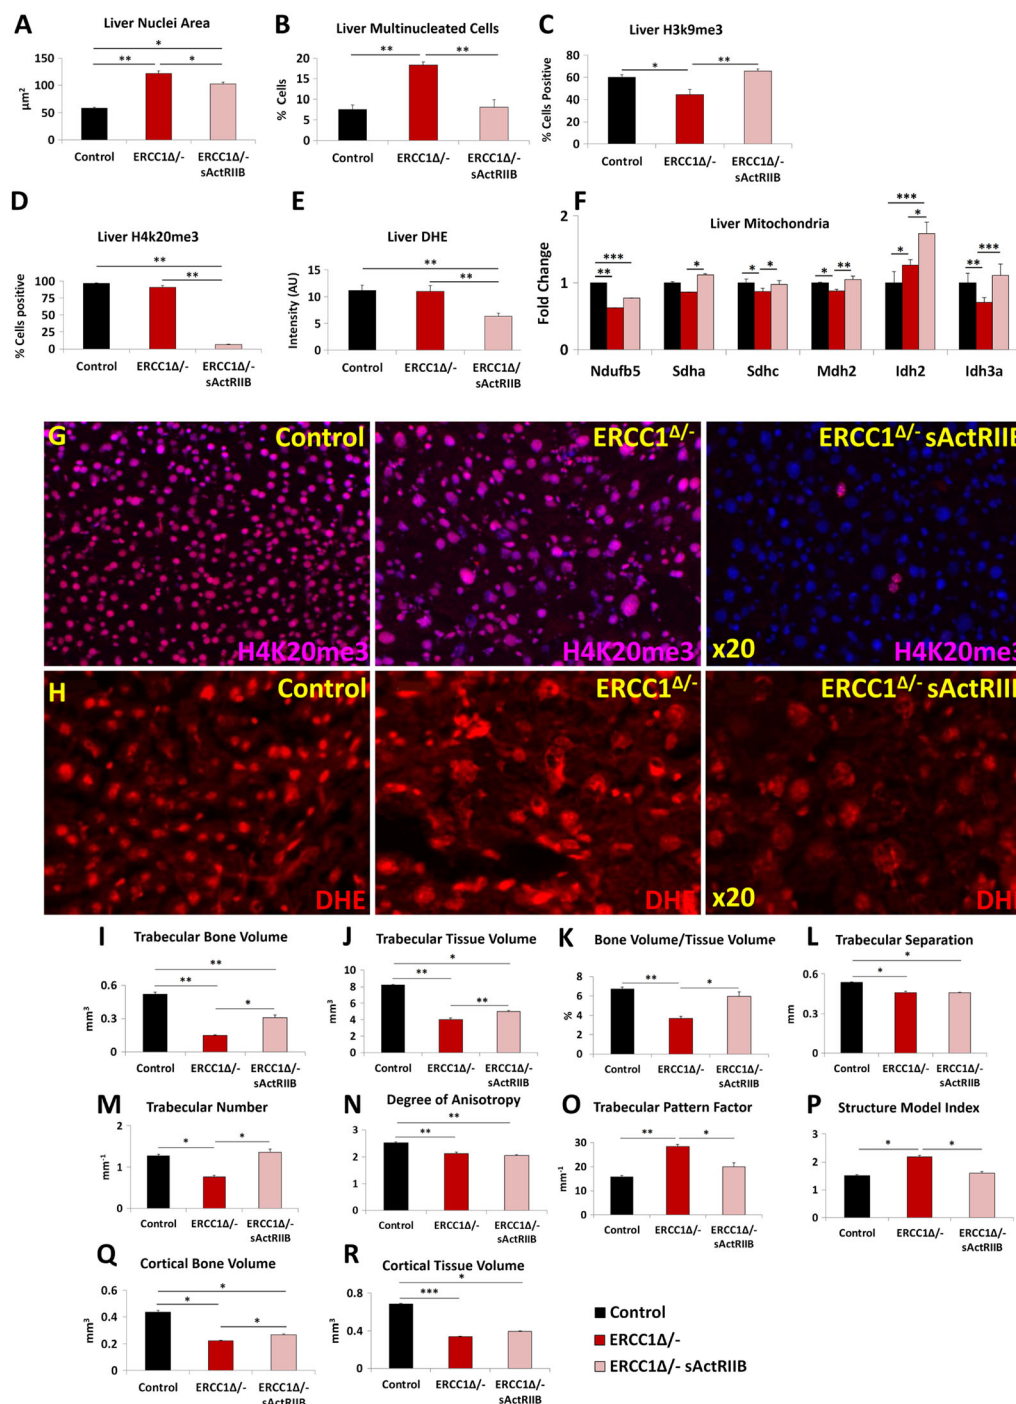 A
Liver Nuclei Area
*
**
*
150
100
50
0
µm²
Control
ERCC1Δ/-
ERCC1Δ/-
sActRIIB
B
Liver Multinucleated Cells
**
**
20
15
10
5
0
% Cells
Control
ERCC1Δ/-
ERCC1Δ/-
sActRIIB
C
Liver H3k9me3
*
**
80
60
40
20
0
% Cells Positive
Control
ERCC1Δ/-
ERCC1Δ/-
sActRIIB
D
Liver H4k20me3
**
**
100
75
50
25
0
% Cells positive
Control
ERCC1Δ/-
ERCC1Δ/-
sActRIIB
E
Liver DHE
**
**
15
10
5
0
Intensity (AU)
Control
ERCC1Δ/-
ERCC1Δ/
sActRIIB
F
Liver Mitochondria
2
1
0
Fold Change
***
**
*
*
*
*
**
***
*
*
***
**
Ndufb5
Sdha
Sdhc
Mdh2
Idh2
Idh3a
G
Control
H4K20me3
ERCC1Δ/-
H4K20me3
ERCC1Δ/- sActRIIB
x20
H4K20me3
H
Control
DHE
ERCC1Δ/-
DHE
ERCC1Δ/- sActRIIB
x20
DHE
I
Trabecular Bone Volume
**
**
*
0.6
0.3
0
mm³
Control
ERCC1Δ/-
ERCC1Δ/-
sActRIIB
J
Trabecular Tissue Volume
*
**
**
8
6
4
2
0
mm³
Control
ERCC1Δ/-
ERCC1Δ/-
sActRIIB
K
Bone Volume/Tissue Volume
**
*
8
6
4
2
0
%
Control
ERCC1Δ/-
ERCC1Δ/-
sActRIIB
L
Trabecular Separation
*
*
0.6
0.3
0
mm
Control
ERCC1Δ/-
ERCC1Δ/-
sActRIIB
M
Trabecular Number
*
*
2
1
0
mm⁻¹
Control
ERCC1Δ/-
ERCC1Δ/-
sActRIIB
N
Degree of Anisotropy
**
**
3
2
1
0
Control
ERCC1Δ/-
ERCC1Δ/-
sActRIIB
O
Trabecular Pattern Factor
**
*
30
20
10
0
mm⁻¹
Control
ERCC1Δ/-
ERCC1Δ/-
sActRIIB
P
Structure Model Index
*
*
3
2
1
0
Control
ERCC1Δ/-
ERCC1Δ/-
sActRIIB
Q
Cortical Bone Volume
*
*
*
0.6
0.4
0.2
0
mm³
Control
ERCC1Δ/-
ERCC1Δ/-
sActRIIB
R
Cortical Tissue Volume
*
***
0.8
0.4
0
mm³
Control
ERCC1Δ/-
ERCC1Δ/-
sActRIIB
Control
ERCC1Δ/-
ERCC1Δ/- sActRIIB